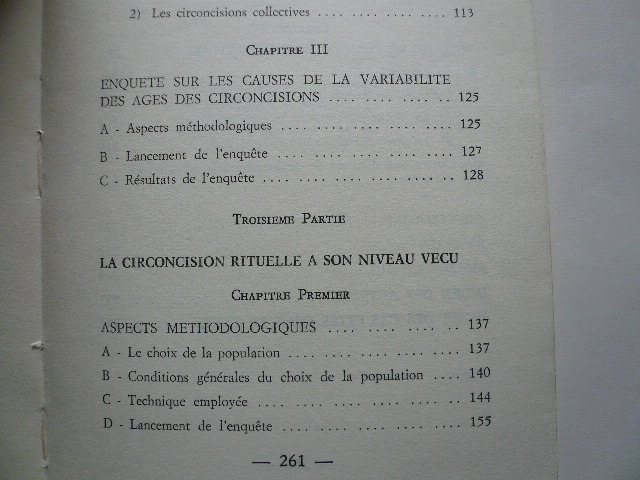 2) Les circoncisions collectives .... .... .... .... .... 113
CHAPITRE III
ENQUETE SUR LES CAUSES DE LA VARIABILITE
DES AGES DES CIRCONCISIONS .... .... .... .. 125
A - Aspects méthodologiques .... .... .... .... .... 125
B - Lancement de l'enquête .... .... .... .... .... .. 127
C - Résultats de l'enquête .... .... .... .... .... .. 128
TROISIEME PARTIE
LA CIRCONCISION RITUELLE A SON NIVEAU VECU
CHAPITRE PREMIER
ASPECTS METHODOLOGIQUES .... .... .... .. 137
A - Le choix de la population .... .... .... .... .. 137
B - Conditions générales du choix de la population .... 140
C - Technique employée .... .... .... .... .... .. 144
D - Lancement de l'enquête .... .... .... .... .. 155
— 261 —